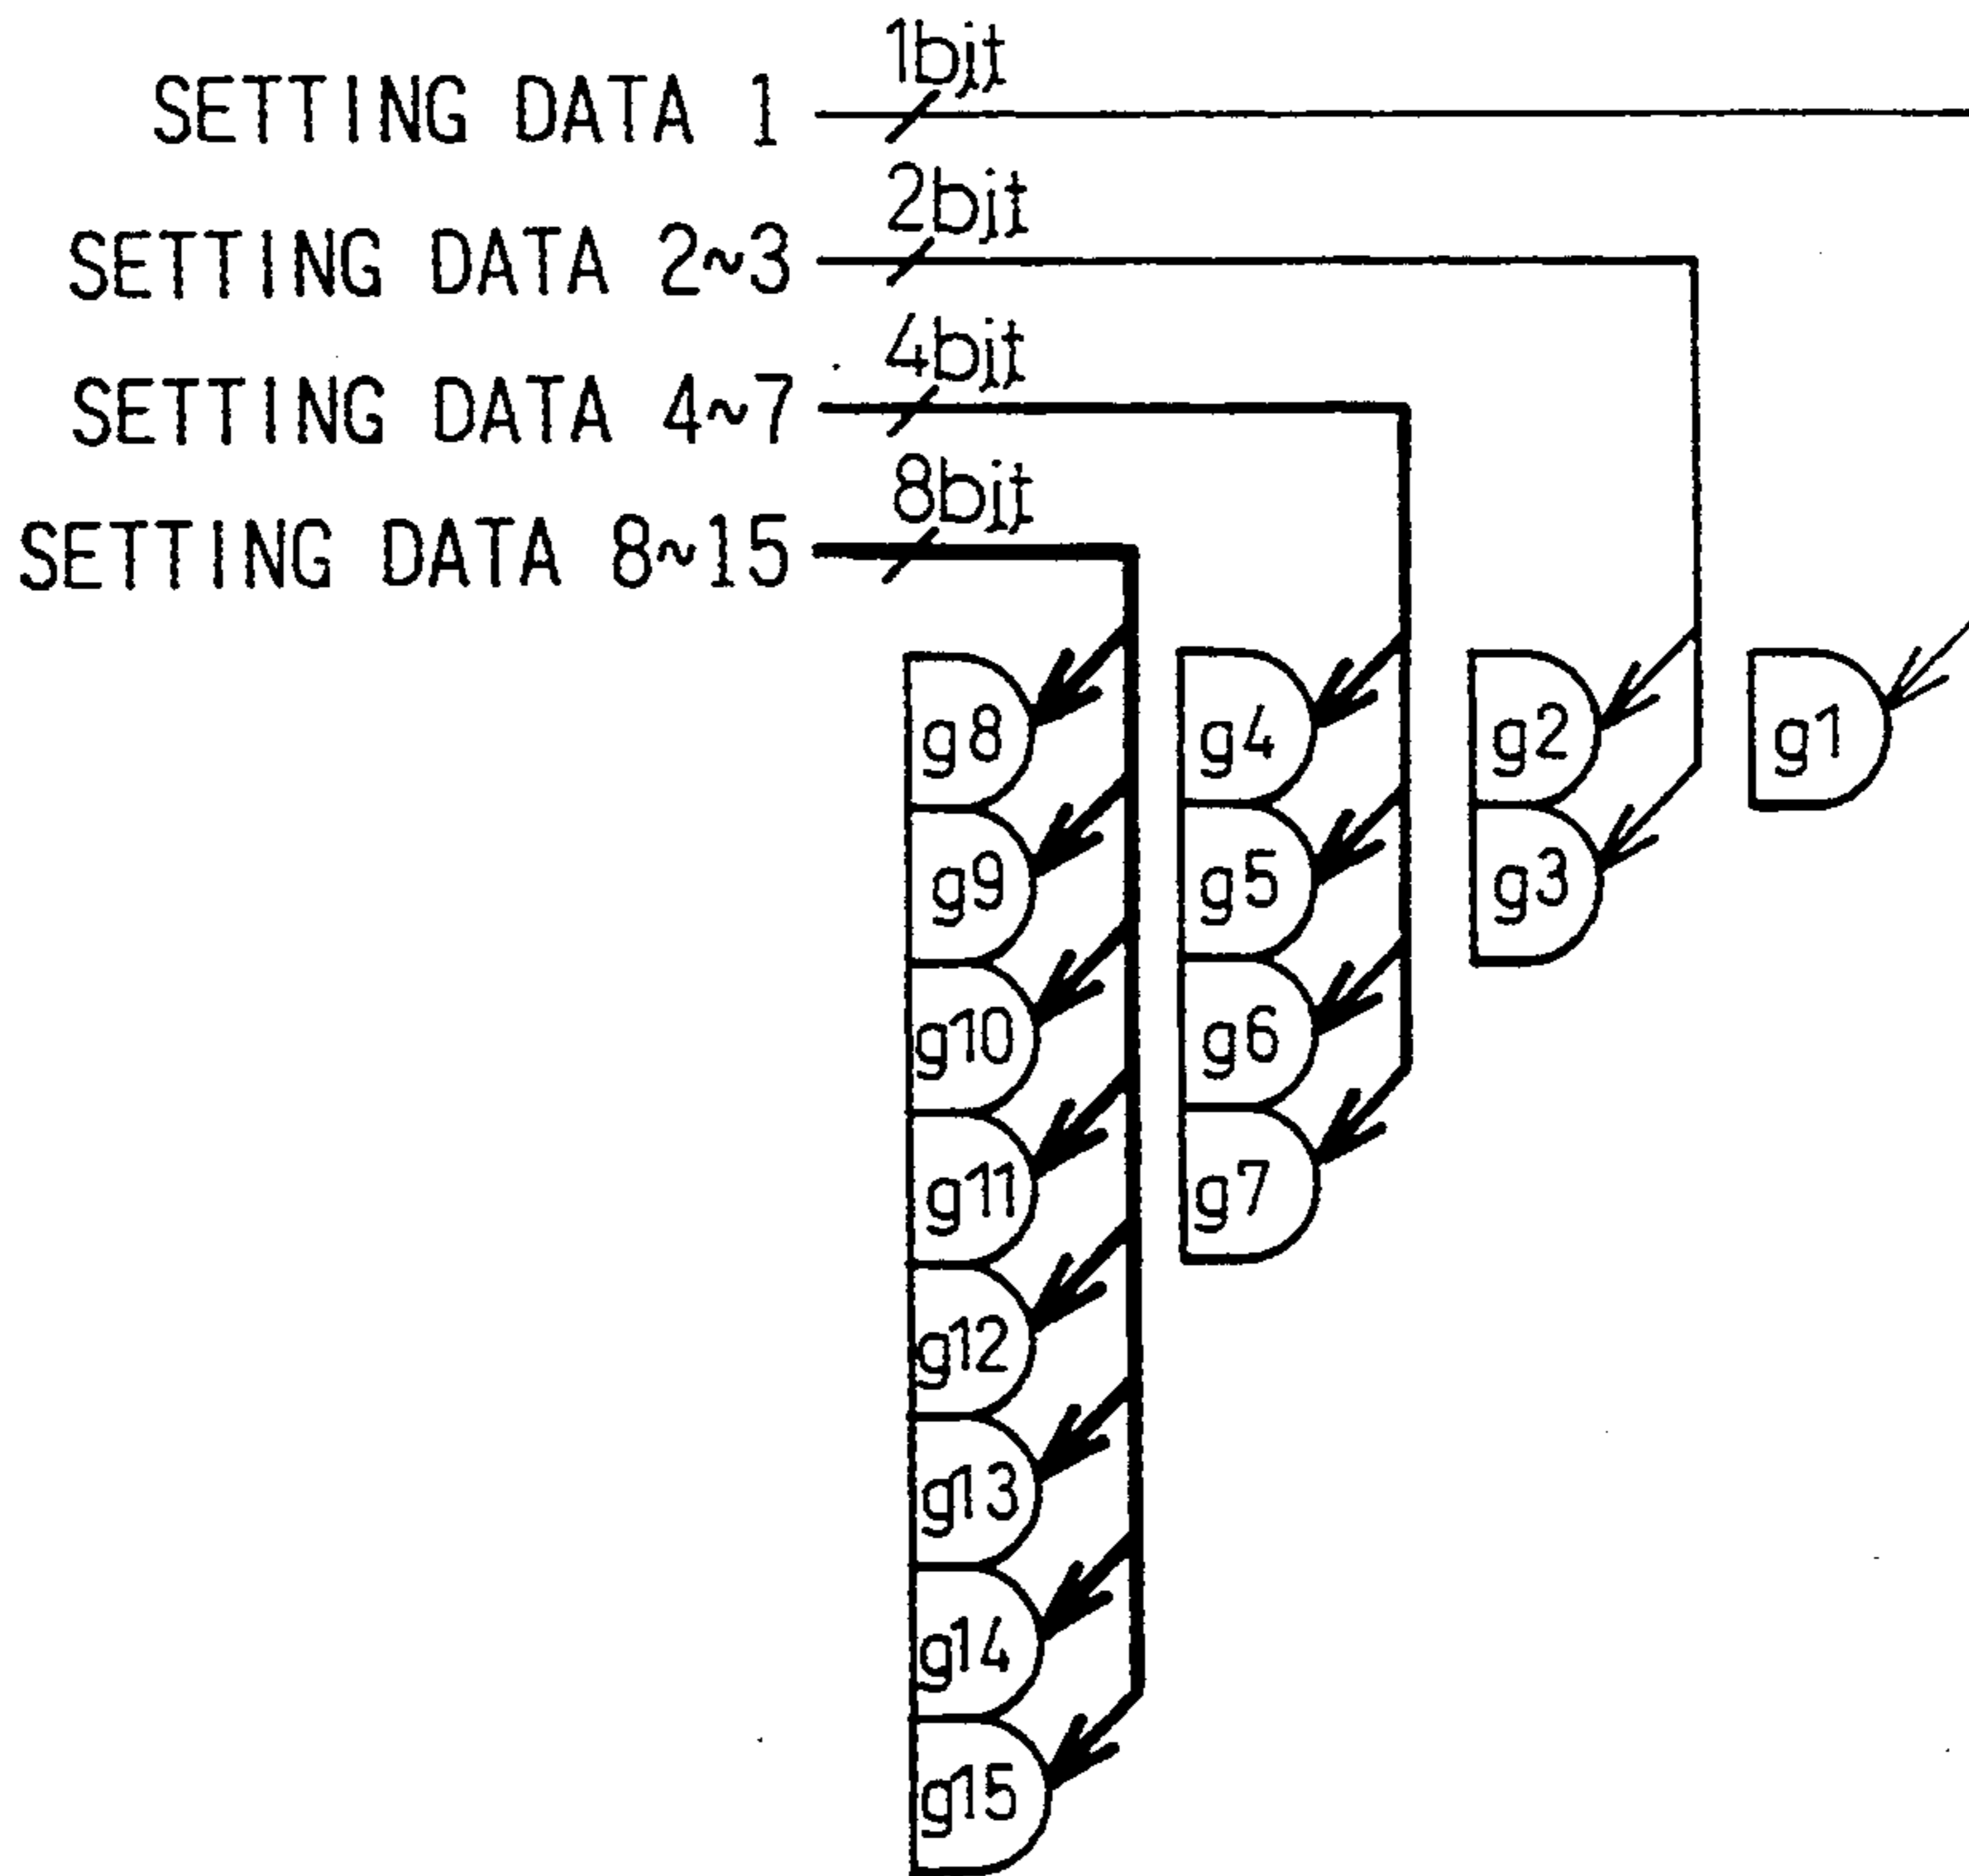 1bit
SETTING DATA 1
2bit
SETTING DATA 2~3
4bit
SETTING DATA 4~7
8bit
SETTING DATA 8~15
g8 g4 g2 g1
g9 g5 g3
g10 g6
g11 g7
g12
g13
g14
g15